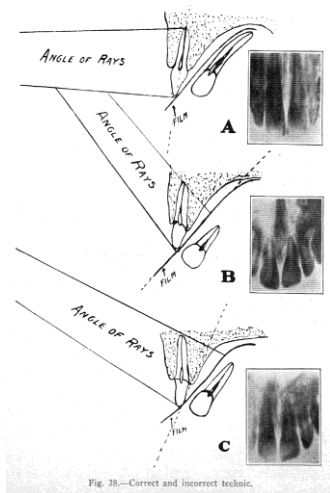 ANGLE OF RAYS
FILM
A
ANGLE OF RAYS
FILM
B
ANGLE OF RAYS
FILM
C
Fig. 38.—Correct and incorrect technic.